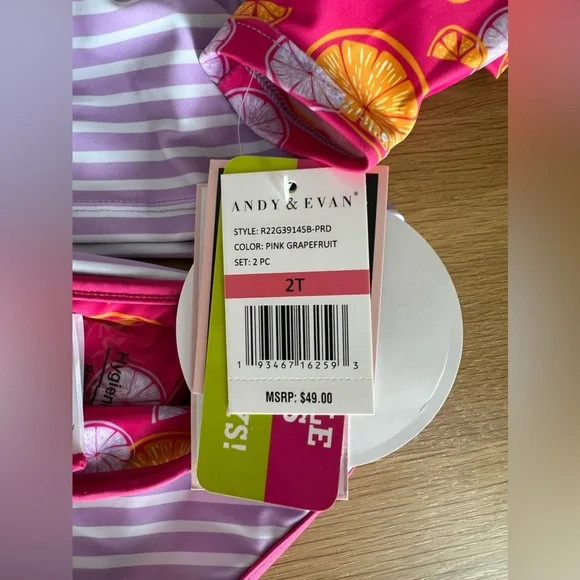 ANDY & EVAN®
STYLE: R22G39145B-PRD
COLOR: PINK GRAPEFRUIT
SET: 2 PC
2T
1 93467 16259 3
MSRP: $49.00
Hygien